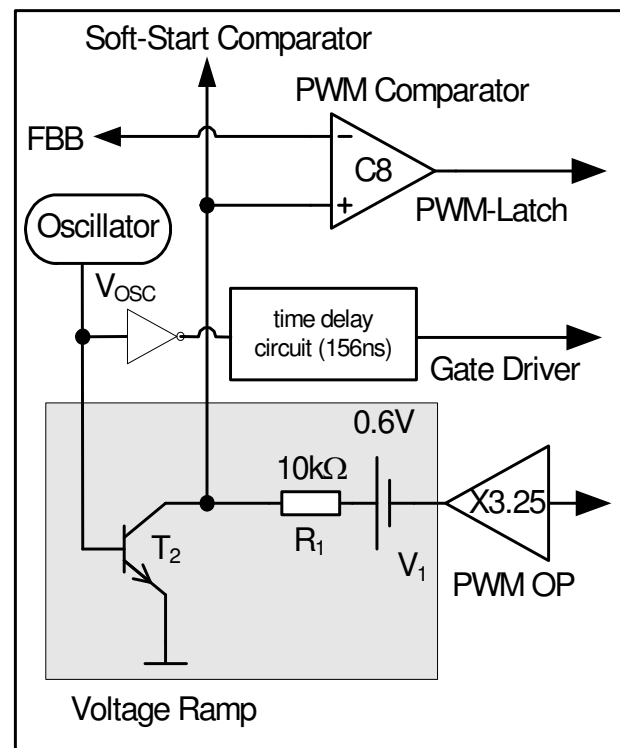 Soft-Start Comparator
PWM Comparator
FBB
−
C8
+
Oscillator
PWM-Latch
VOSC
time delay
circuit (156ns)
Gate Driver
0.6V
10kΩ
X3.25
T2
R1
V1
PWM OP
Voltage Ramp